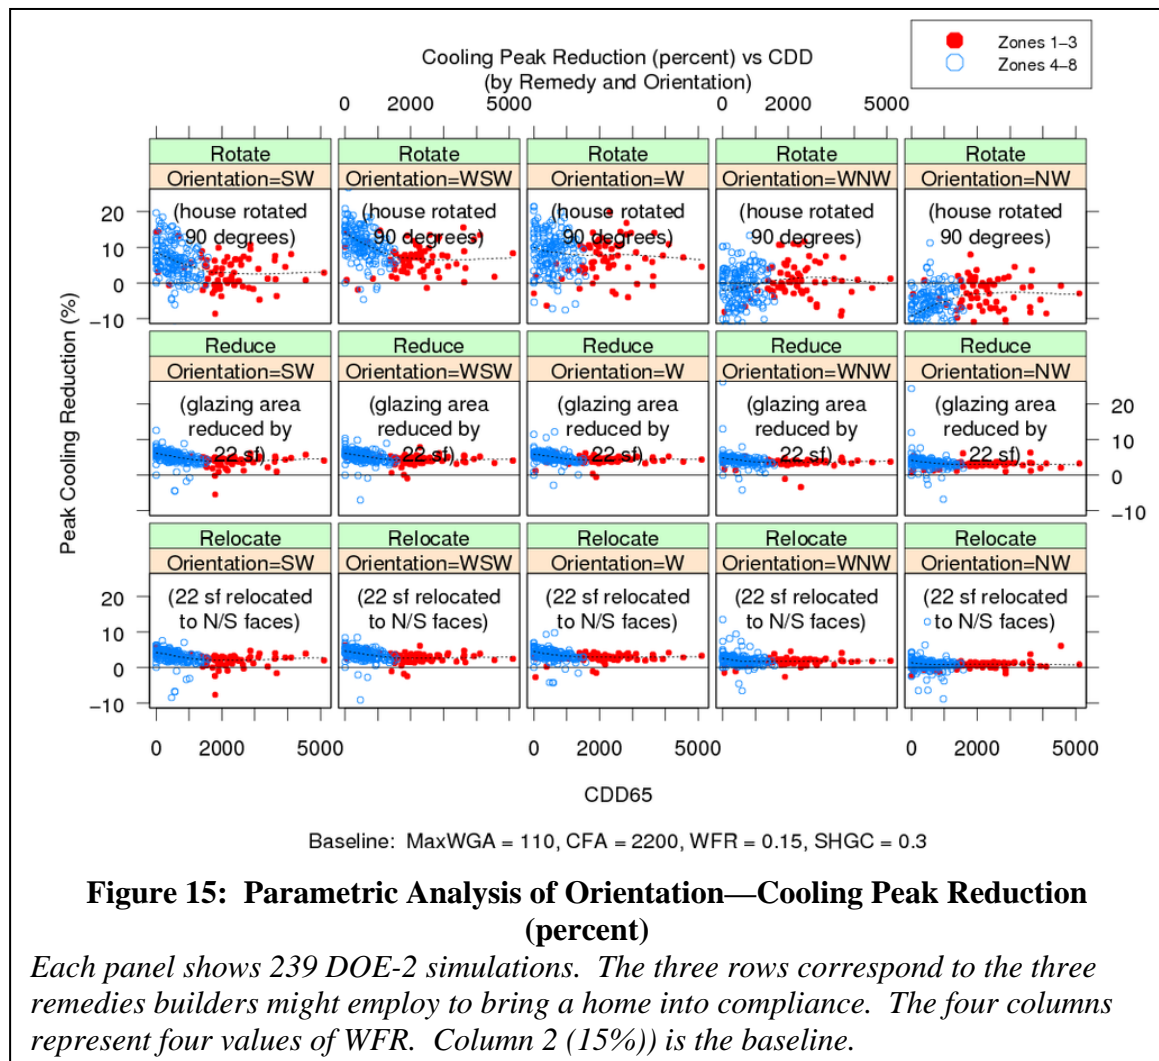 Cooling Peak Reduction (percent) vs CDD
(by Remedy and Orientation)
Zones 1–3
Zones 4–8
0 2000 5000 0 2000 5000
Rotate Rotate Rotate Rotate Rotate
Orientation=SW Orientation=WSW Orientation=W Orientation=WNW Orientation=NW
(house rotated (house rotated (house rotated (house rotated (house rotated
90 degrees) 90 degrees) 90 degrees) 90 degrees) 90 degrees)
20
10
0
−10
Reduce Reduce Reduce Reduce Reduce
Orientation=SW Orientation=WSW Orientation=W Orientation=WNW Orientation=NW
(glazing area (glazing area (glazing area (glazing area (glazing area
reduced by reduced by reduced by reduced by reduced by
22 sf) 22 sf) 22 sf) 22 sf) 22 sf)
20
10
0
−10
Peak Cooling Reduction (%)
Relocate Relocate Relocate Relocate Relocate
Orientation=SW Orientation=WSW Orientation=W Orientation=WNW Orientation=NW
(22 sf relocated (22 sf relocated (22 sf relocated (22 sf relocated (22 sf relocated
to N/S faces) to N/S faces) to N/S faces) to N/S faces) to N/S faces)
20
10
0
−10
0 2000 5000 0 2000 5000 0 2000 5000
CDD65
Baseline: MaxWGA = 110, CFA = 2200, WFR = 0.15, SHGC = 0.3
Figure 15: Parametric Analysis of Orientation—Cooling Peak Reduction
(percent)
Each panel shows 239 DOE-2 simulations. The three rows correspond to the three
remedies builders might employ to bring a home into compliance. The four columns
represent four values of WFR. Column 2 (15%)) is the baseline.